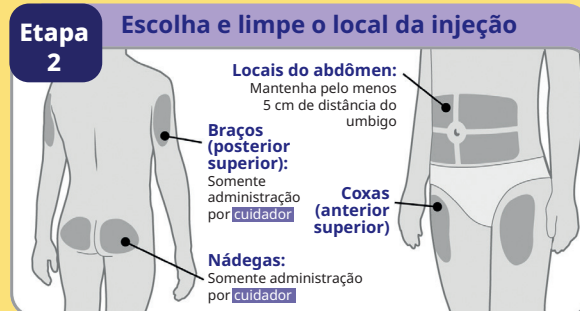 Etapa
2
Escolha e limpe o local da injeção
Locais do abdômen:
Mantenha pelo menos
5 cm de distância do
umbigo
Braços
(posterior
superior):
Somente
administração
por cuidador
Coxas
(anterior
superior)
Nádegas:
Somente administração
por cuidador